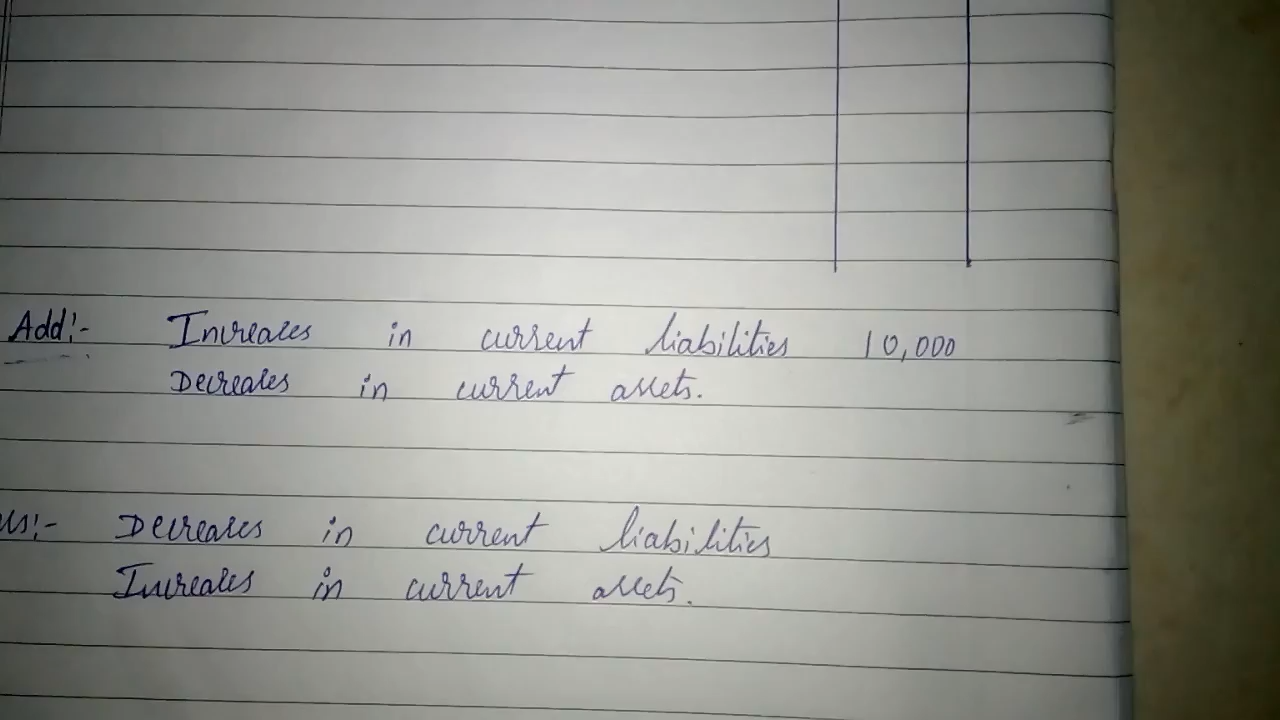 Add:- Increases in current liabilities 10,000
Decreases in current assets.
Decreases in current liabilities
Increases in current assets.